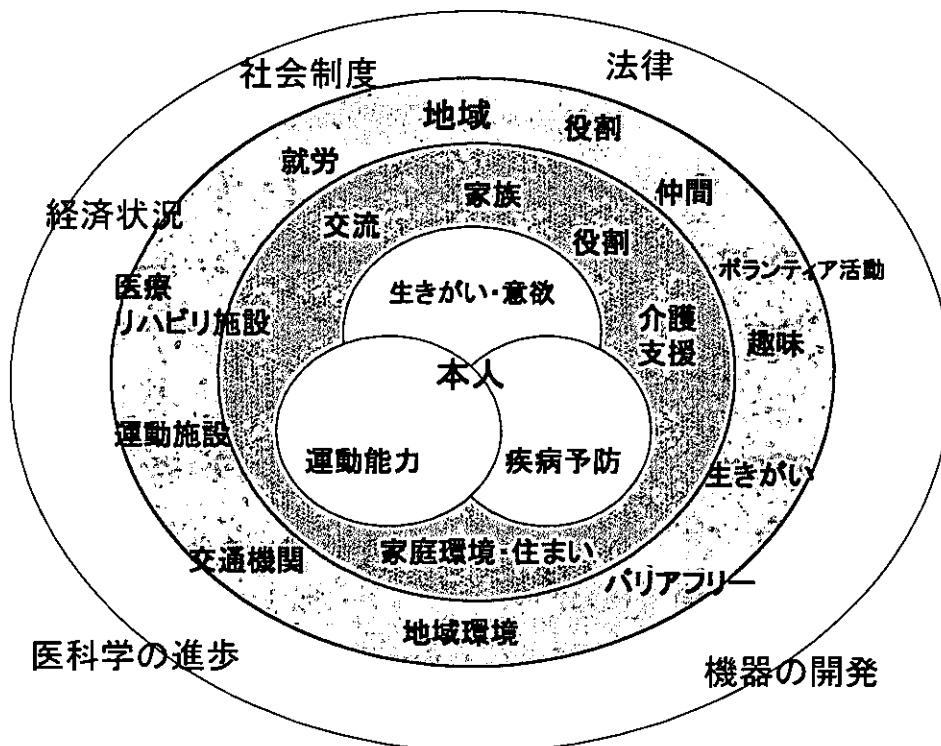 社会制度
法律
地域
役割
就労
仲間
家族
経済状況
交流
役割
ボランティア活動
医療
リハビリ施設
生きがい・意欲
介護
支援
趣味
本人
運動施設
運動能力
疾病予防
生きがい
交通機関
家庭環境・住まい
バリアフリー
地域環境
医科学の進歩
機器の開発